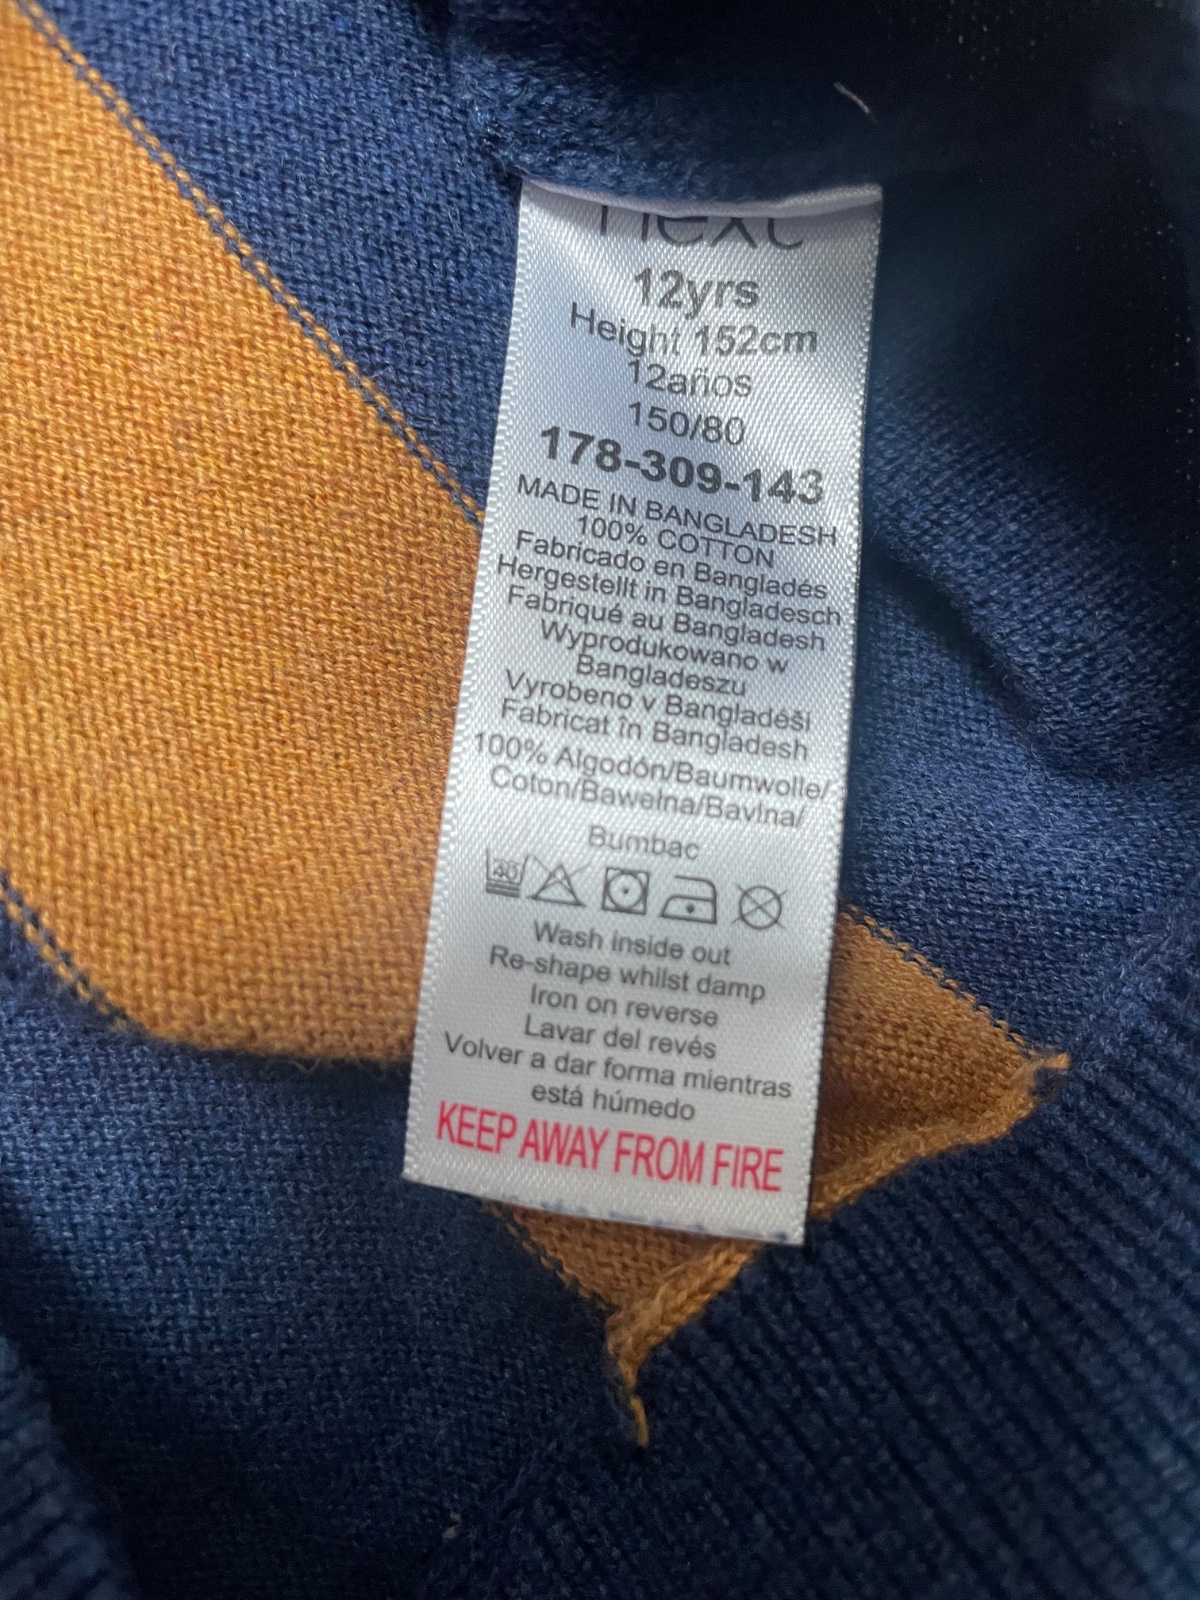 next
12yrs
Height 152cm
12años
150/80
178-309-143
MADE IN BANGLADESH
100% COTTON
Fabricado en Bangladés
Hergestellt in Bangladesch
Fabriqué au Bangladesh
Wyprodukowano w
Bangladeszu
Vyrobeno v Bangladéši
Fabricat în Bangladesh
100% Algodón/Baumwolle/
Coton/Bawełna/Bavlna/
Bumbac
40
Wash inside out
Re-shape whilst damp
Iron on reverse
Lavar del revés
Volver a dar forma mientras
está húmedo
KEEP AWAY FROM FIRE